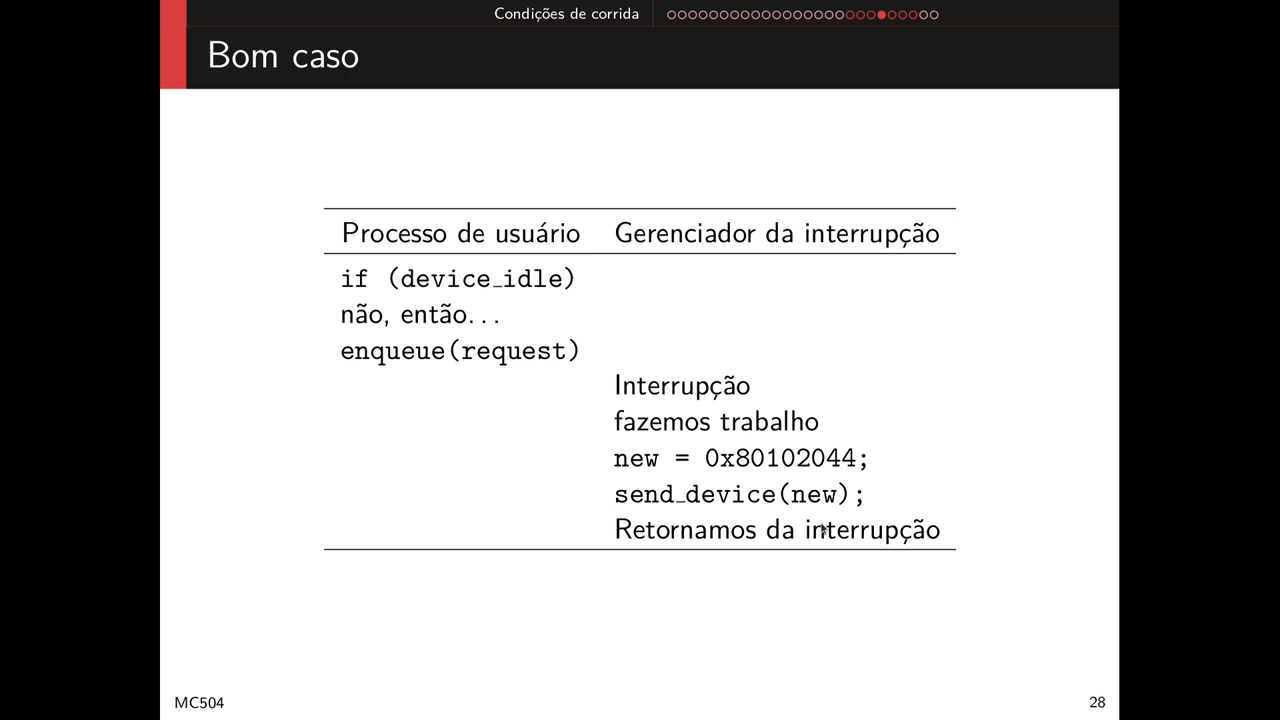 Condições de corrida
Bom caso
Processo de usuário Gerenciador da interrupção
if (device_idle)
não, então...
enqueue(request)
Interrupção
fazemos trabalho
new = 0x80102044;
send_device(new);
Retornamos da interrupção
MC504 28